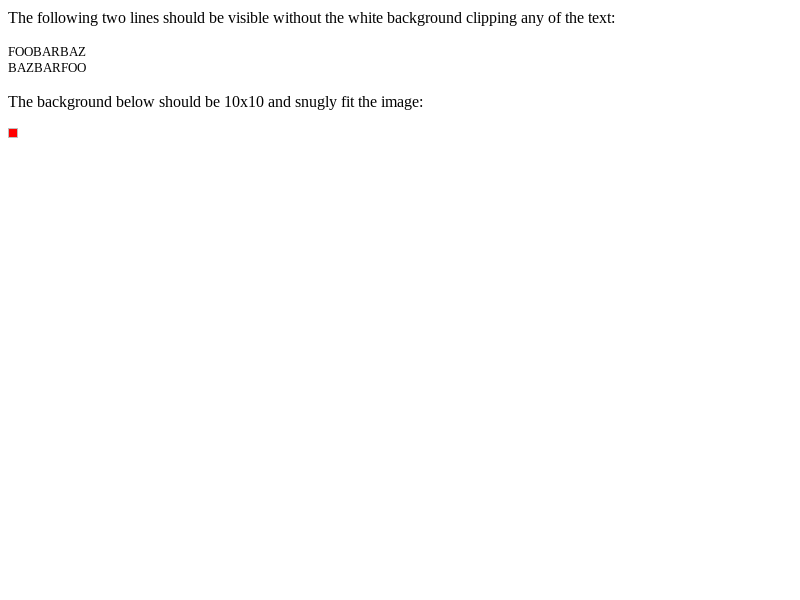 The following two lines should be visible without the white background clipping any of the text:
FOOBARBAZ
BAZBARFOO
The background below should be 10x10 and snugly fit the image: